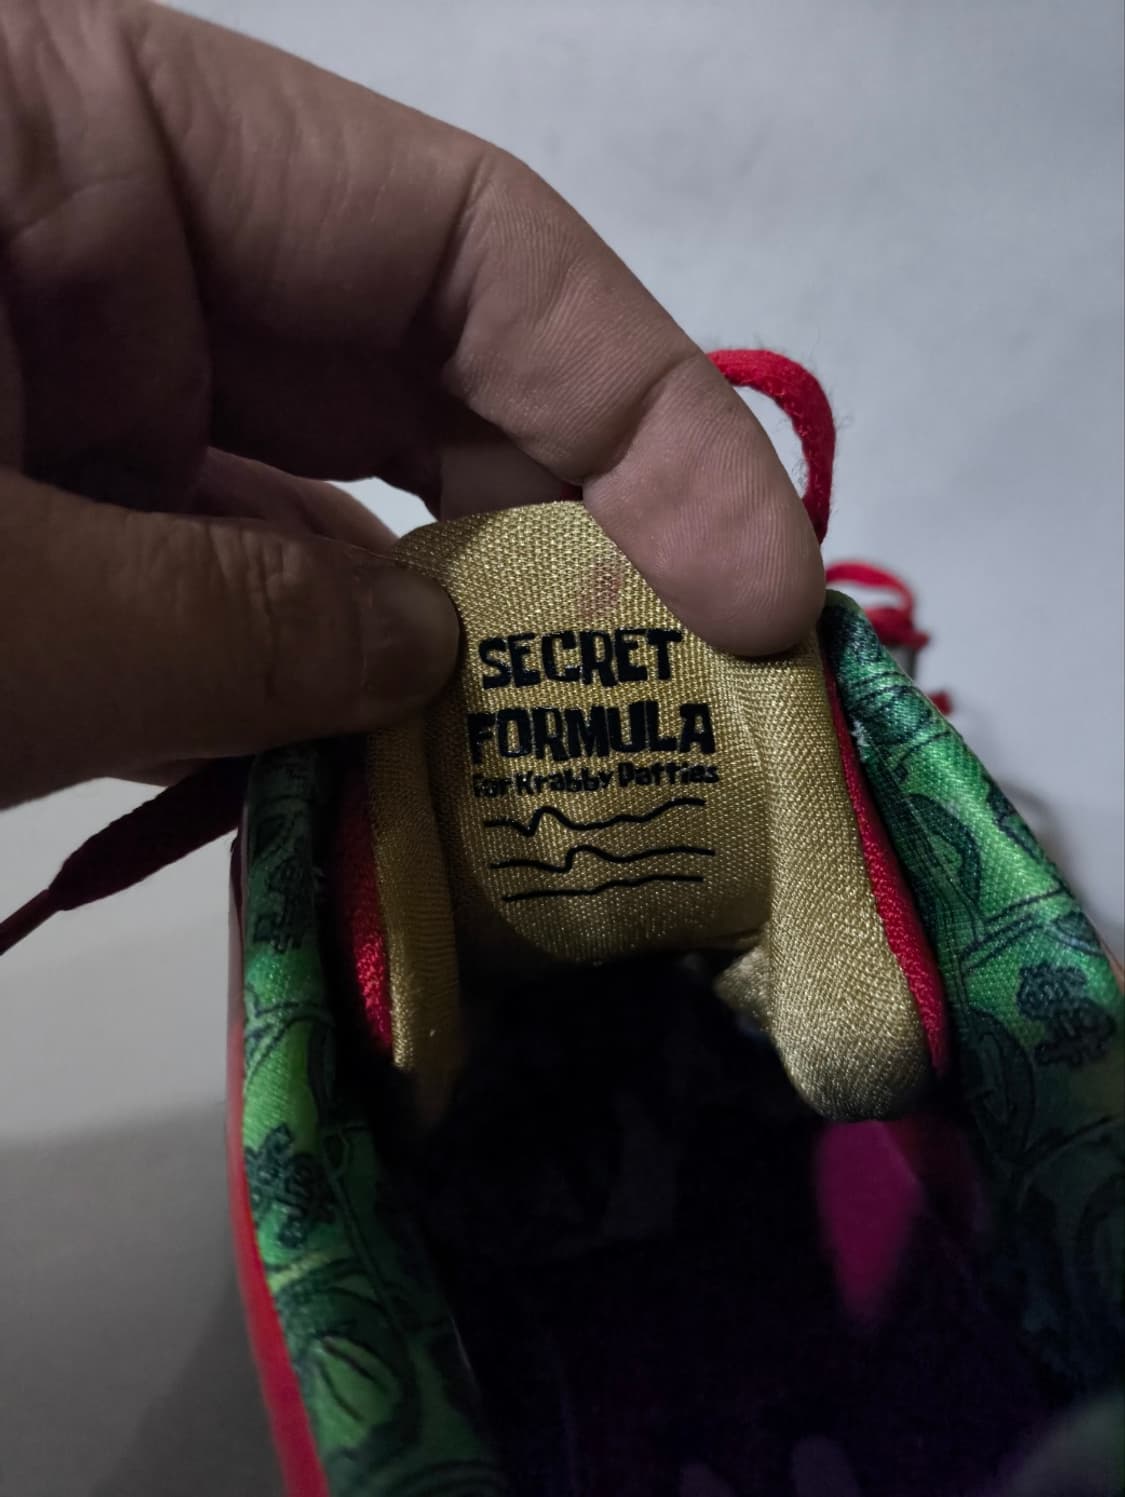 SECRET
FORMULA
For Krabby Patties